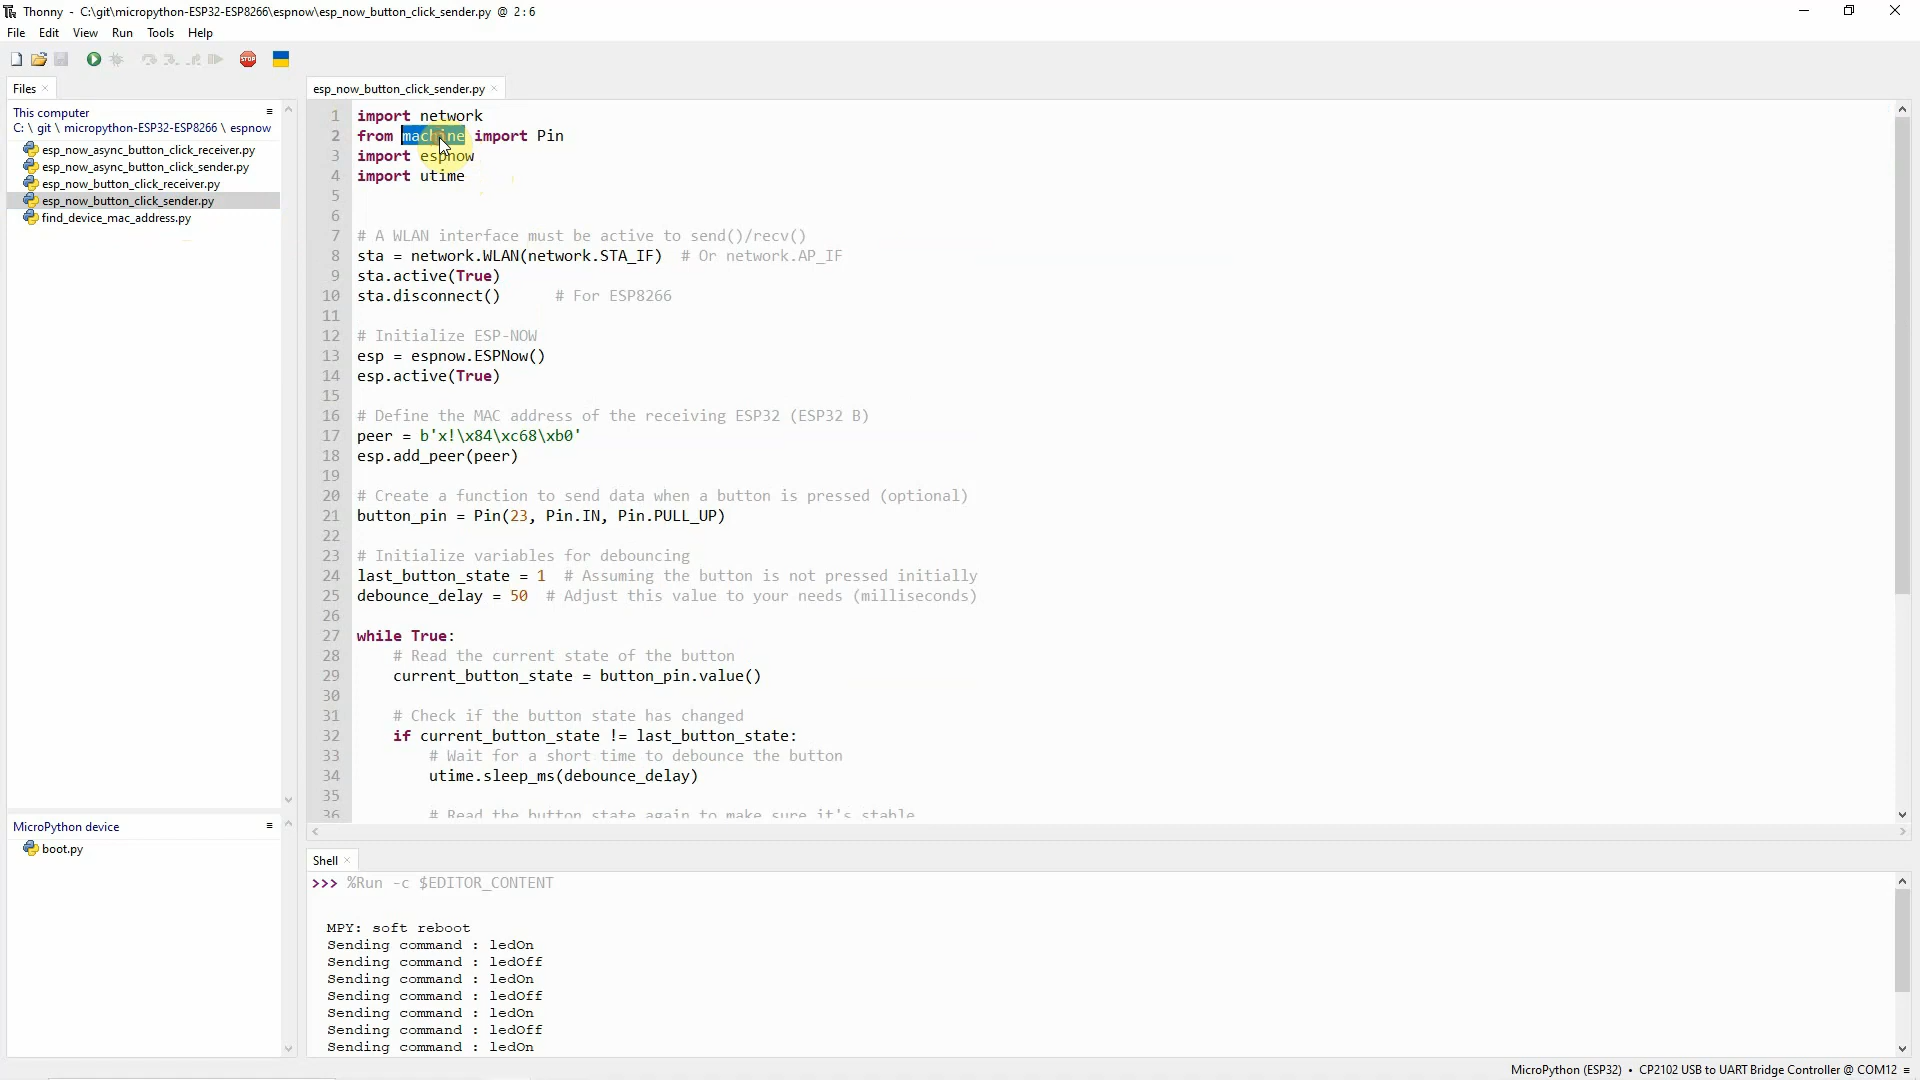 Thonny - C:\git\micropython-ESP32-ESP8266\espnow\esp_now_button_click_sender.py @ 2:6
File Edit View Run Tools Help
STOP
Files
This computer
C: \ git \ micropython-ESP32-ESP8266 \ espnow
esp_now_async_button_click_receiver.py
esp_now_async_button_click_sender.py
esp_now_button_click_receiver.py
esp_now_button_click_sender.py
find_device_mac_address.py
MicroPython device
boot.py
esp_now_button_click_sender.py
1 import network
2 from machine import Pin
3 import espnow
4 import utime
5
6
7 # A WLAN interface must be active to send()/recv()
8 sta = network.WLAN(network.STA_IF)  # Or network.AP_IF
9 sta.active(True)
10 sta.disconnect()      # For ESP8266
11
12 # Initialize ESP-NOW
13 esp = espnow.ESPNow()
14 esp.active(True)
15
16 # Define the MAC address of the receiving ESP32 (ESP32 B)
17 peer = b'x!\x84\xc68\xb0'
18 esp.add_peer(peer)
19
20 # Create a function to send data when a button is pressed (optional)
21 button_pin = Pin(23, Pin.IN, Pin.PULL_UP)
22
23 # Initialize variables for debouncing
24 last_button_state = 1  # Assuming the button is not pressed initially
25 debounce_delay = 50  # Adjust this value to your needs (milliseconds)
26
27 while True:
28     # Read the current state of the button
29     current_button_state = button_pin.value()
30
31     # Check if the button state has changed
32     if current_button_state != last_button_state:
33         # Wait for a short time to debounce the button
34         utime.sleep_ms(debounce_delay)
35
36         # Read the button state again to make sure it's stable
Shell
>>> %Run -c $EDITOR_CONTENT
MPY: soft reboot
Sending command : ledOn
Sending command : ledOff
Sending command : ledOn
Sending command : ledOff
Sending command : ledOn
Sending command : ledOff
Sending command : ledOn
MicroPython (ESP32) • CP2102 USB to UART Bridge Controller @ COM12 ≡